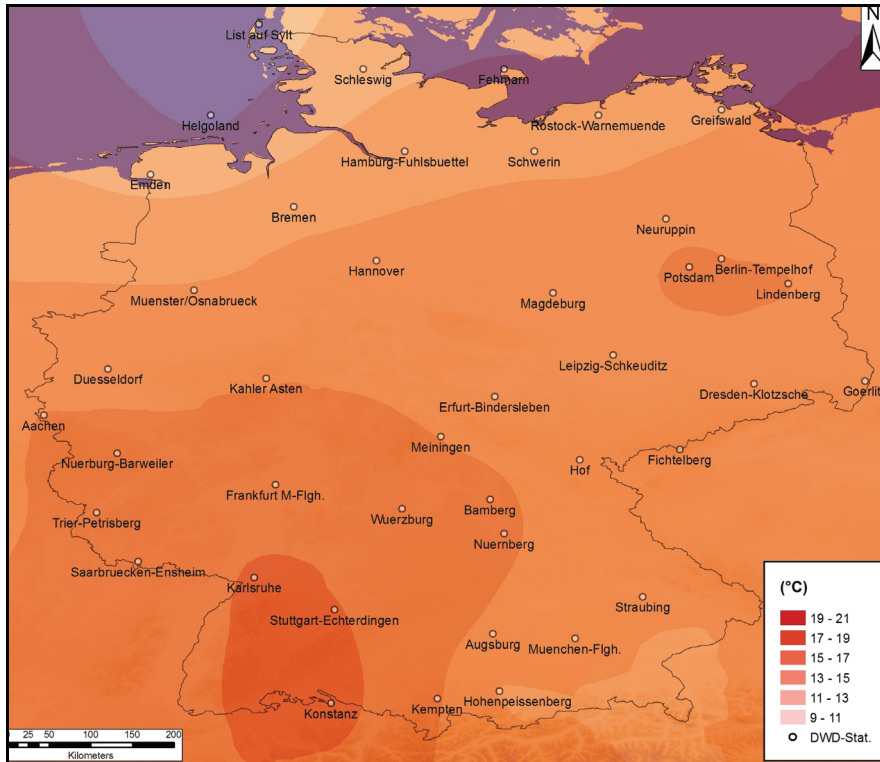 N
List auf Sylt
Schleswig
Fehmarn
Helgoland
Rostock-Warnemuende
Greifswald
Hamburg-Fuhlsbuettel
Schwerin
Emden
Bremen
Neuruppin
Hannover
Potsdam
Berlin-Tempelhof
Muenster/Osnabrueck
Magdeburg
Lindenberg
Leipzig-Schkeuditz
Duesseldorf
Kahler Asten
Dresden-Klotzsche
Goerlit
Erfurt-Bindersleben
Aachen
Meiningen
Nuerburg-Barweiler
Hof
Fichtelberg
Frankfurt M-Flgh.
Bamberg
Trier-Petrisberg
Wuerzburg
Nuernberg
Saarbruecken-Ensheim
Karlsruhe
Straubing
Stuttgart-Echterdingen
Augsburg
Muenchen-Flgh.
Konstanz
Kempten
Hohenpeissenberg
(°C)
19 - 21
17 - 19
15 - 17
13 - 15
11 - 13
9 - 11
DWD-Stat.
0 25 50 100 150 200
Kilometers